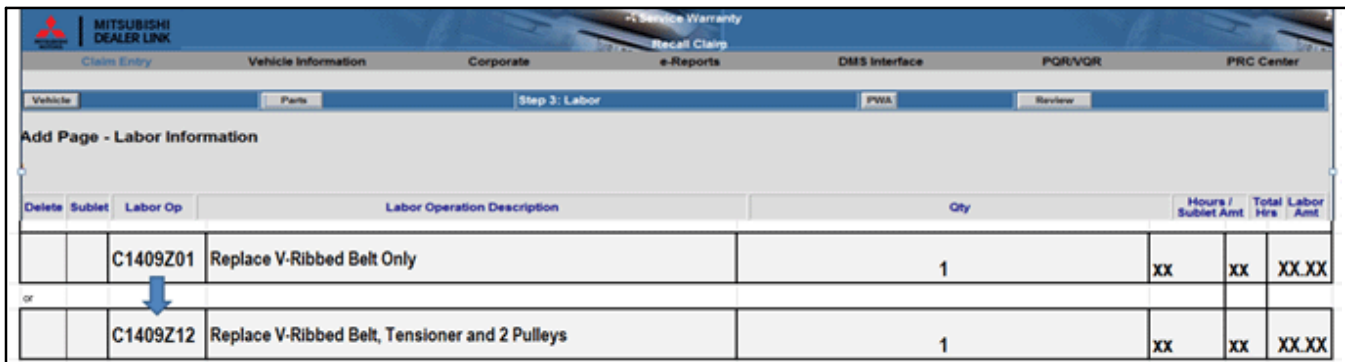 MITSUBISHI
DEALER LINK
Service Warranty
Recall Claim
Claim Entry Vehicle Information Corporate e-Reports DMS Interface PQR/VQR PRC Center
Vehicle Parts Step 3: Labor PWA Review
Add Page - Labor Information
Delete Sublet Labor Op Labor Operation Description Qty Hours / Sublet Amt Total Hrs Labor Amt
C1409Z01 Replace V-Ribbed Belt Only 1 xx xx XX.XX
or
C1409Z12 Replace V-Ribbed Belt, Tensioner and 2 Pulleys 1 xx xx XX.XX